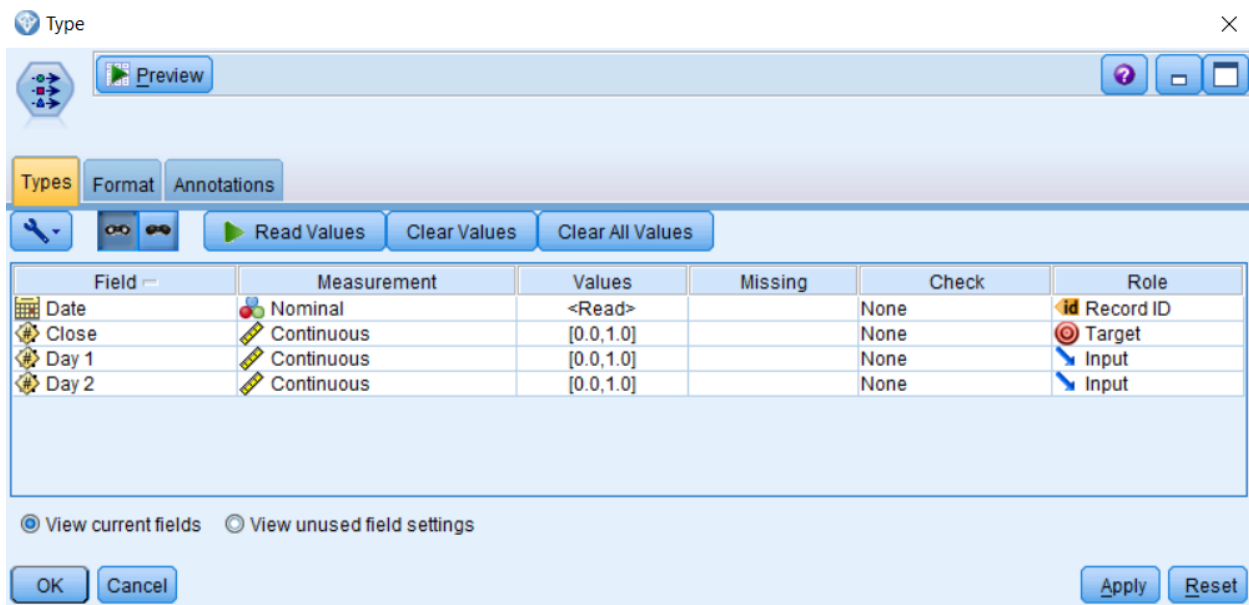 Type
Preview
Types Format Annotations
Read Values Clear Values Clear All Values
Field Measurement Values Missing Check Role
Date Nominal <Read> None id Record ID
# Close Continuous [0.0,1.0] None Target
# Day 1 Continuous [0.0,1.0] None Input
# Day 2 Continuous [0.0,1.0] None Input
View current fields View unused field settings
OK Cancel Apply Reset